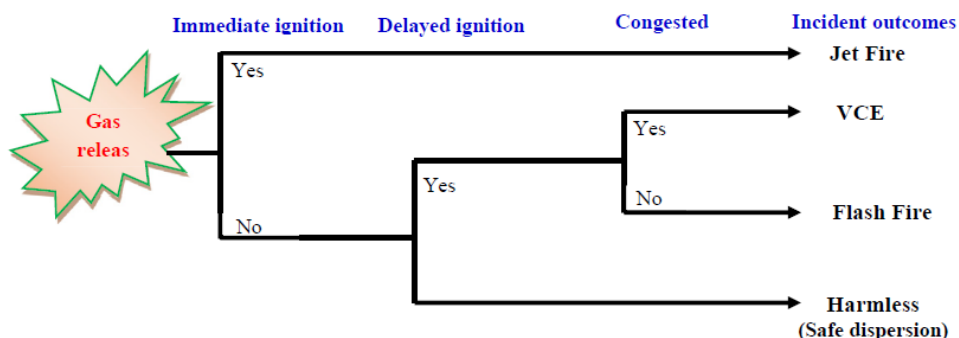 Immediate ignition Delayed ignition Congested Incident outcomes
Jet Fire
Yes
Gas
releas
VCE
Yes
Yes
No
Flash Fire
No
Harmless
(Safe dispersion)